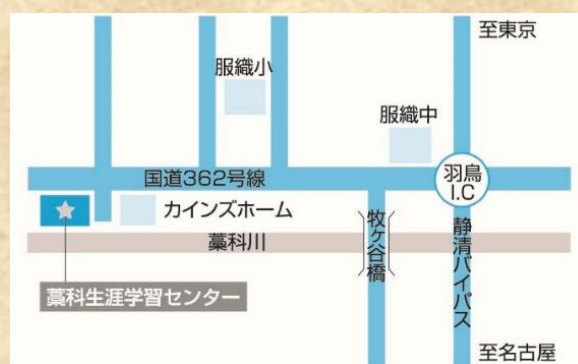 至東京
服織小
服織中
国道362号線
羽鳥
I.C
カインズホーム
牧ヶ谷橋
静清バイパス
藁科川
藁科生涯学習センター
至名古屋